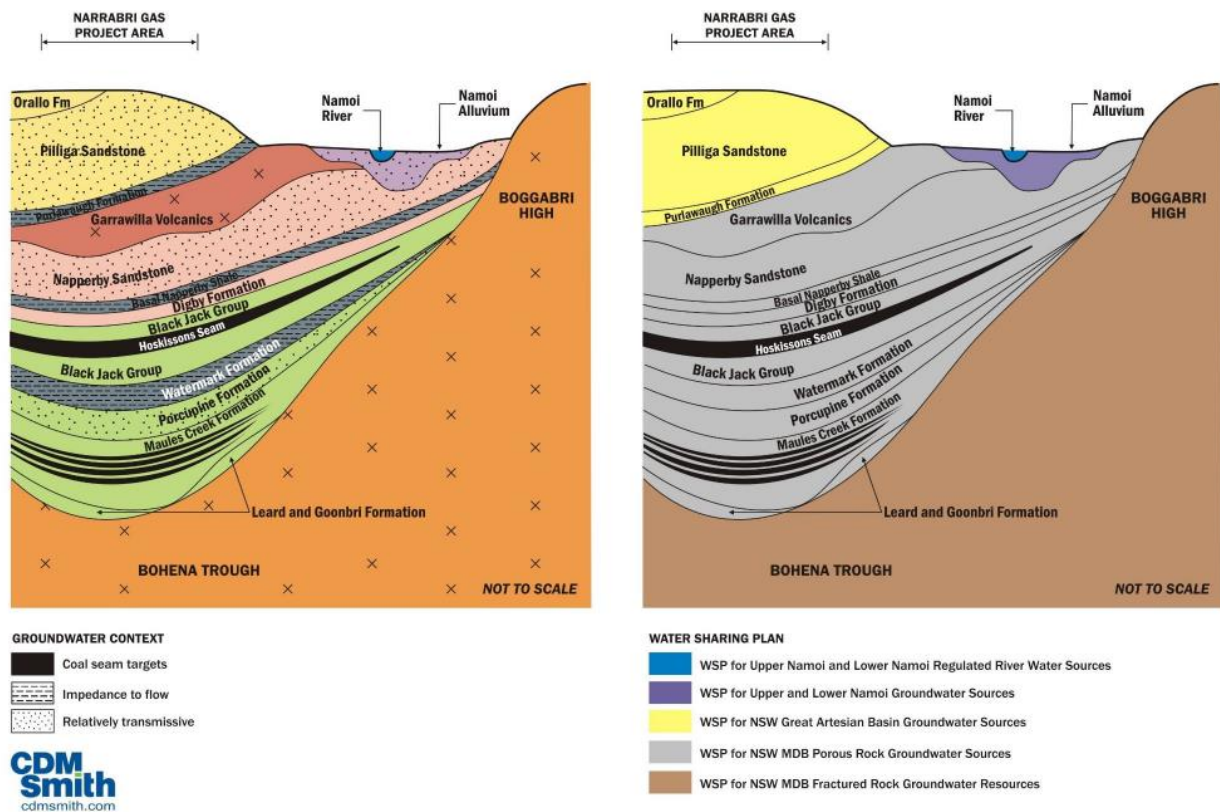 NARRABRI GAS
PROJECT AREA
Orallo Fm
Pilliga Sandstone
Purlawaugh Formation
Garrawilla Volcanics
Napperby Sandstone
Basal Napperby Shale
Digby Formation
Black Jack Group
Hoskissons Seam
Black Jack Group
Watermark Formation
Porcupine Formation
Maules Creek Formation
Leard and Goonbri Formation
Namoi
River
Namoi
Alluvium
BOGGABRI
HIGH
BOHENA TROUGH
NOT TO SCALE
GROUNDWATER CONTEXT
Coal seam targets
Impedance to flow
Relatively transmissive
CDM
Smith
cdmsmith.com
NARRABRI GAS
PROJECT AREA
Orallo Fm
Pilliga Sandstone
Purlawaugh Formation
Garrawilla Volcanics
Napperby Sandstone
Basal Napperby Shale
Digby Formation
Black Jack Group
Hoskissons Seam
Black Jack Group
Watermark Formation
Porcupine Formation
Maules Creek Formation
Leard and Goonbri Formation
Namoi
River
Namoi
Alluvium
BOGGABRI
HIGH
BOHENA TROUGH
NOT TO SCALE
WATER SHARING PLAN
WSP for Upper Namoi and Lower Namoi Regulated River Water Sources
WSP for Upper and Lower Namoi Groundwater Sources
WSP for NSW Great Artesian Basin Groundwater Sources
WSP for NSW MDB Porous Rock Groundwater Sources
WSP for NSW MDB Fractured Rock Groundwater Resources